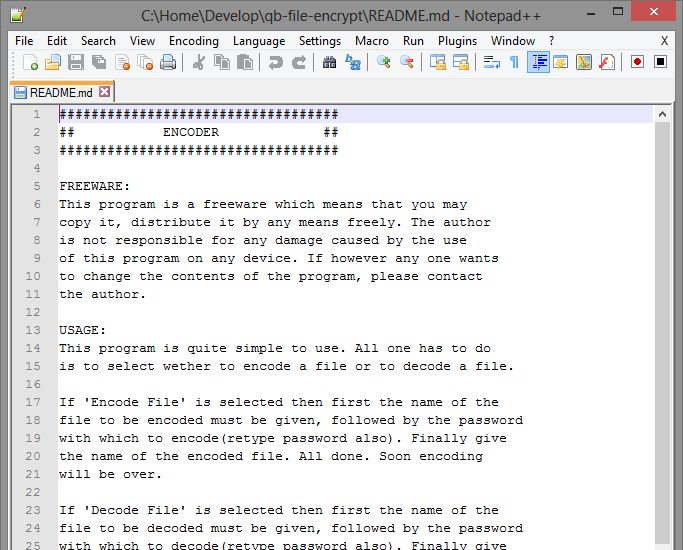 C:\Home\Develop\qb-file-encrypt\README.md - Notepad++
File Edit Search View Encoding Language Settings Macro Run Plugins Window ? X
README.md
1 ###################################
2 ##           ENCODER             ##
3 ###################################
4
5 FREEWARE:
6 This program is a freeware which means that you may
7 copy it, distribute it by any means freely. The author
8 is not responsible for any damage caused by the use
9 of this program on any device. If however any one wants
10 to change the contents of the program, please contact
11 the author.
12
13 USAGE:
14 This program is quite simple to use. All one has to do
15 is to select wether to encode a file or to decode a file.
16
17 If 'Encode File' is selected then first the name of the
18 file to be encoded must be given, followed by the password
19 with which to encode(retype password also). Finally give
20 the name of the encoded file. All done. Soon encoding
21 will be over.
22
23 If 'Decode File' is selected then first the name of the
24 file to be decoded must be given, followed by the password
25 with which to decode(retype password also). Finally give